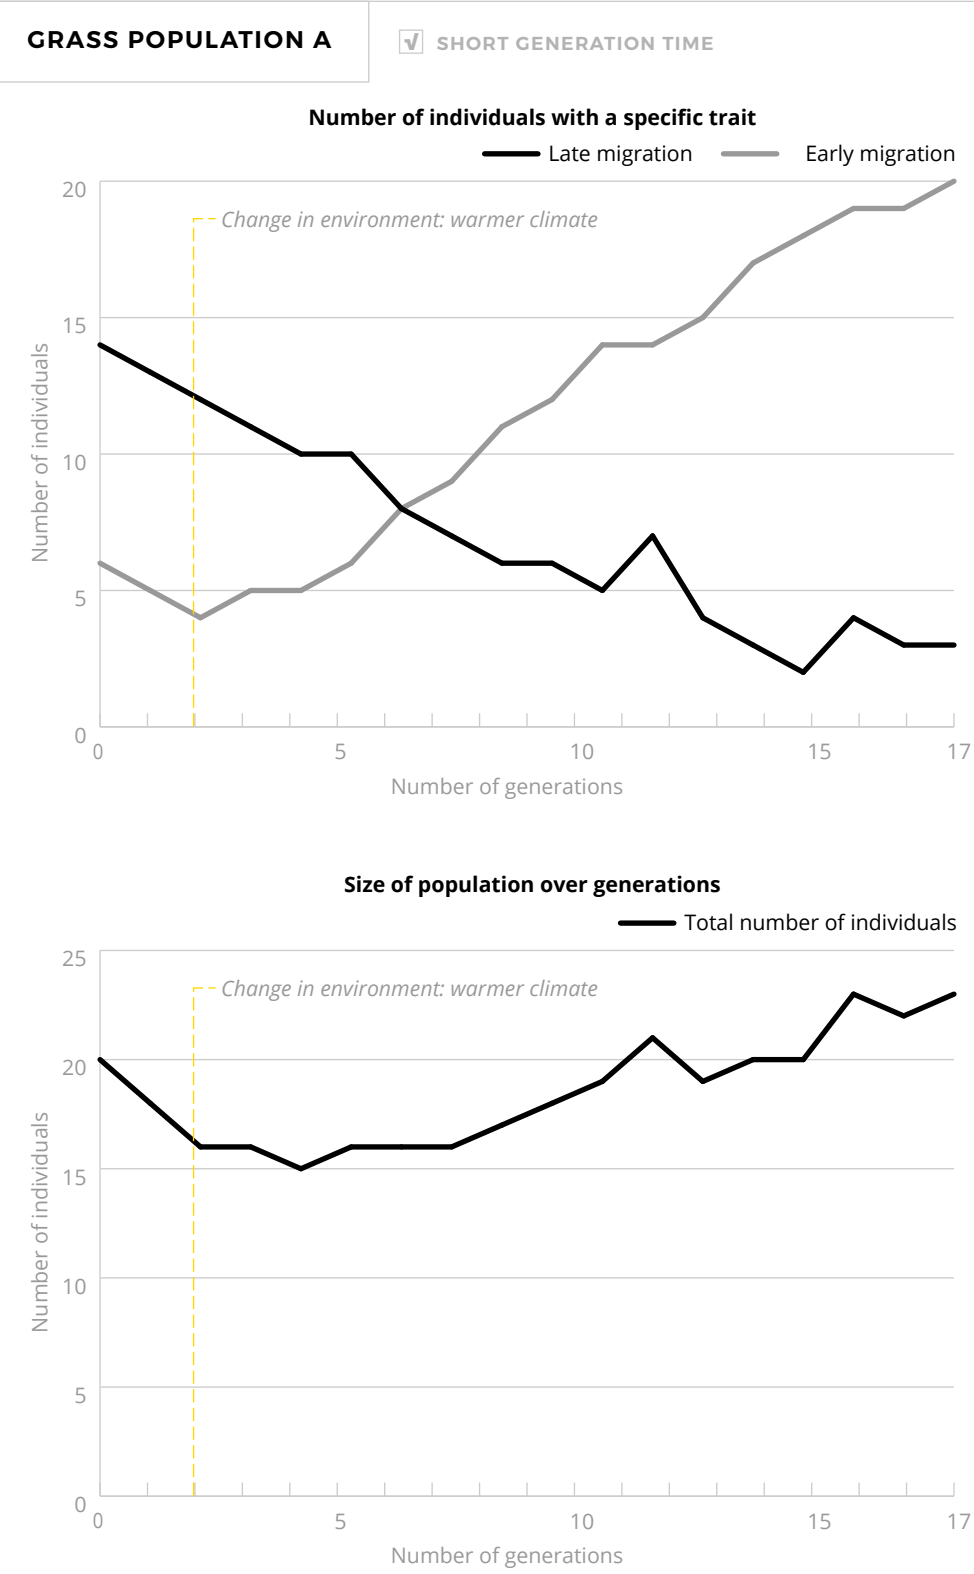 GRASS POPULATION A
SHORT GENERATION TIME
Number of individuals with a specific trait
Late migration
Early migration
20
Change in environment: warmer climate
15
10
5
0
Number of individuals
0 5 10 15 17
Number of generations
Size of population over generations
Total number of individuals
25
Change in environment: warmer climate
20
15
10
5
0
Number of individuals
0 5 10 15 17
Number of generations